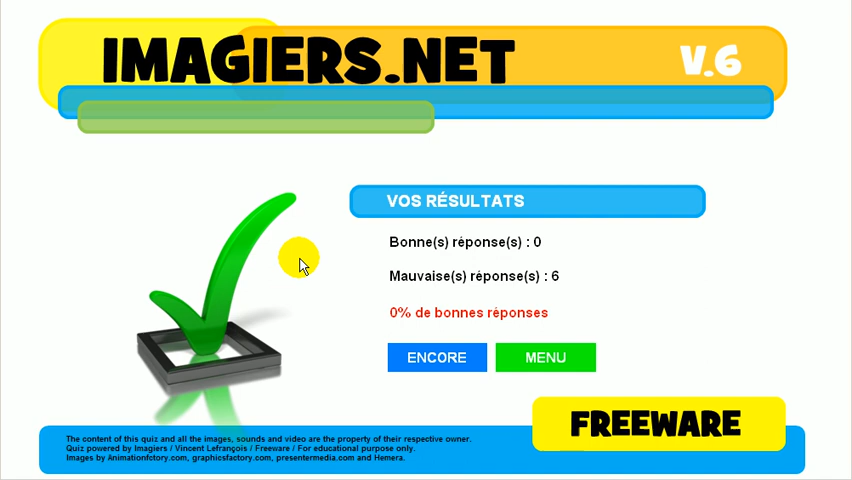 IMAGIERS.NET
V.6
VOS RÉSULTATS
Bonne(s) réponse(s) : 0
Mauvaise(s) réponse(s) : 6
0% de bonnes réponses
ENCORE
MENU
FREEWARE
The content of this quiz and all the images, sounds and video are the property of their respective owner.
Quiz powered by Imagiers / Vincent Lefrançois / Freeware / For educational purpose only.
Images by Animationfctory.com, graphicsfactory.com, presentermedia.com and Hemera.